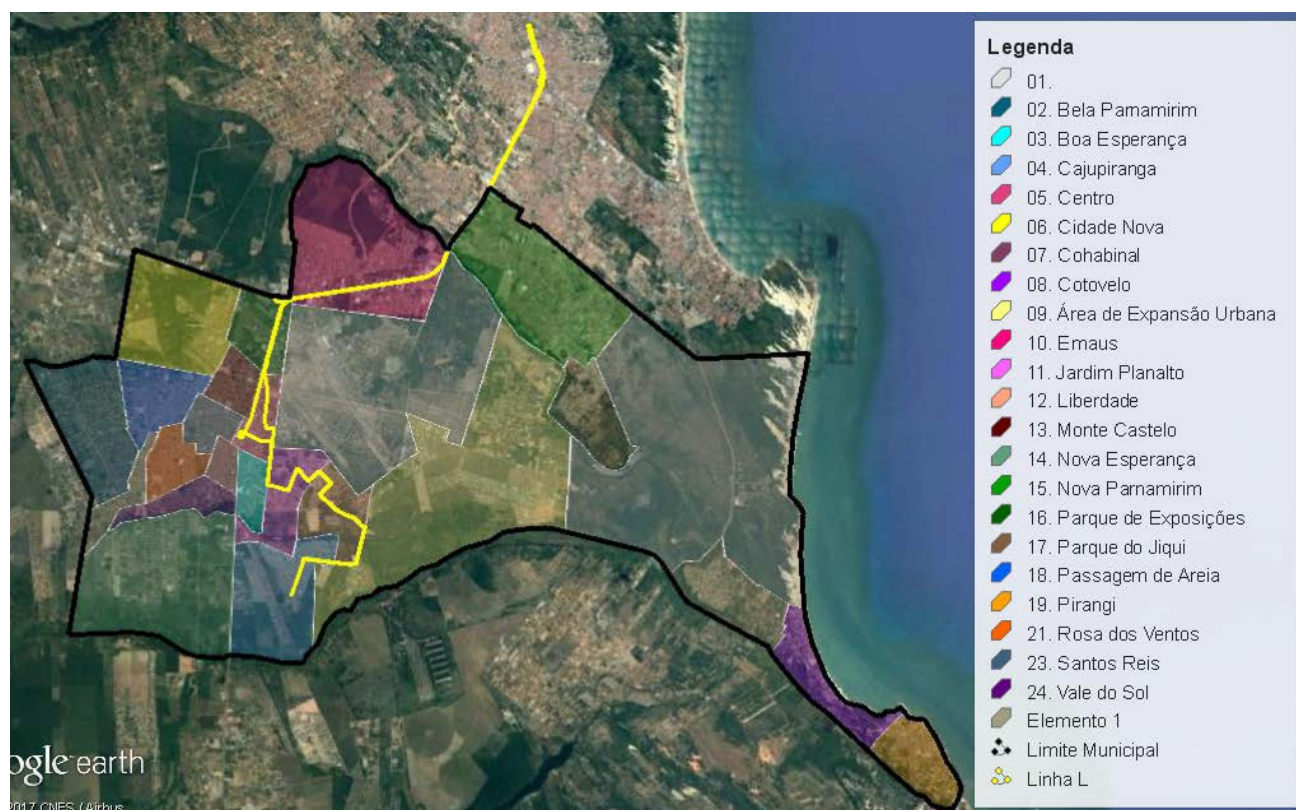 Legenda
01.
02. Bela Parnamirim
03. Boa Esperança
04. Cajupiranga
05. Centro
06. Cidade Nova
07. Cohabinal
08. Cotovelo
09. Área de Expansão Urbana
10. Emaus
11. Jardim Planalto
12. Liberdade
13. Monte Castelo
14. Nova Esperança
15. Nova Parnamirim
16. Parque de Exposições
17. Parque do Jiqui
18. Passagem de Areia
19. Pirangi
21. Rosa dos Ventos
23. Santos Reis
24. Vale do Sol
Elemento 1
Limite Municipal
Linha L
ogle earth
2017 CNES / Airbus